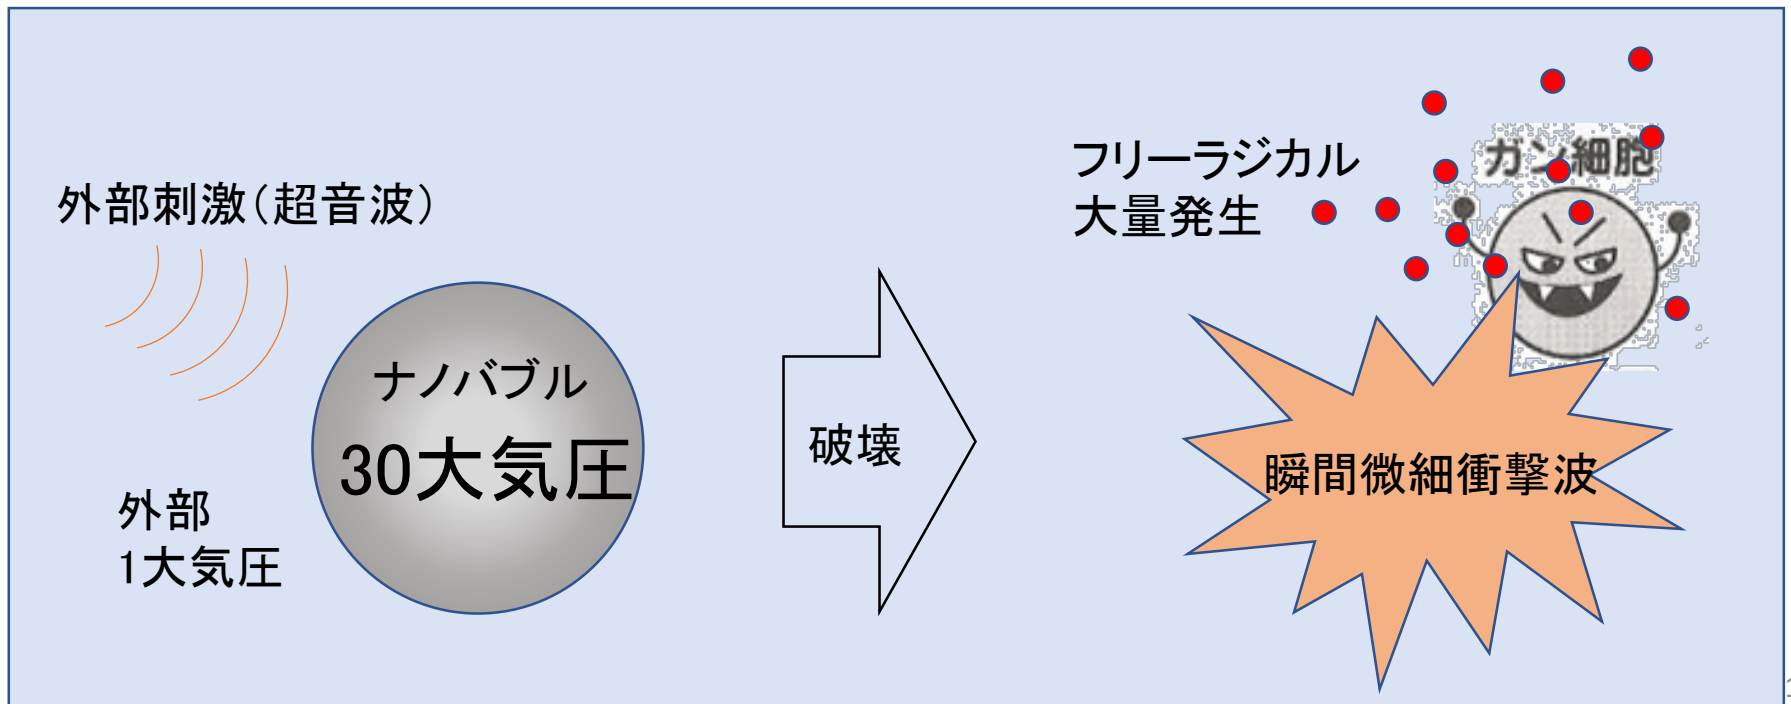 外部刺激(超音波)
ナノバブル
30大気圧
外部
1大気圧
破壊
フリーラジカル
大量発生
ガン細胞
瞬間微細衝撃波